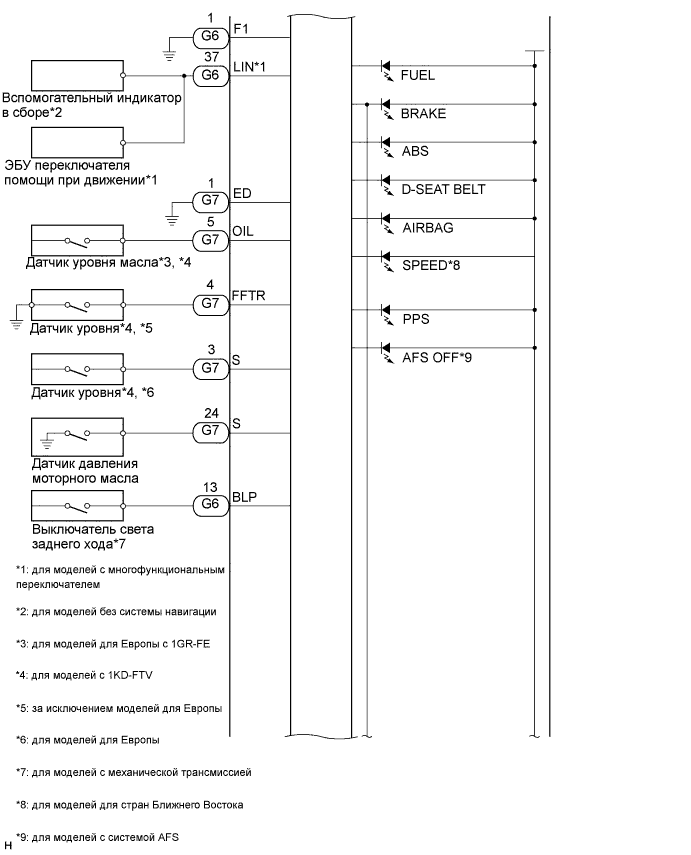 1
G6 F1
37
G6 LIN*1
Вспомогательный индикатор
в сборе*2
ЭБУ переключателя
помощи при движении*1
1
G7 ED
5
G7 OIL
Датчик уровня масла*3, *4
4
G7 FFTR
Датчик уровня*4, *5
3
G7 S
Датчик уровня*4, *6
24
G7 S
Датчик давления
моторного масла
13
G6 BLP
Выключатель света
заднего хода*7
FUEL
BRAKE
ABS
D-SEAT BELT
AIRBAG
SPEED*8
PPS
AFS OFF*9
*1: для моделей с многофункциональным
переключателем
*2: для моделей без системы навигации
*3: для моделей для Европы с 1GR-FE
*4: для моделей с 1KD-FTV
*5: за исключением моделей для Европы
*6: для моделей для Европы
*7: для моделей с механической трансмиссией
*8: для моделей для стран Ближнего Востока
*9: для моделей с системой AFS
H